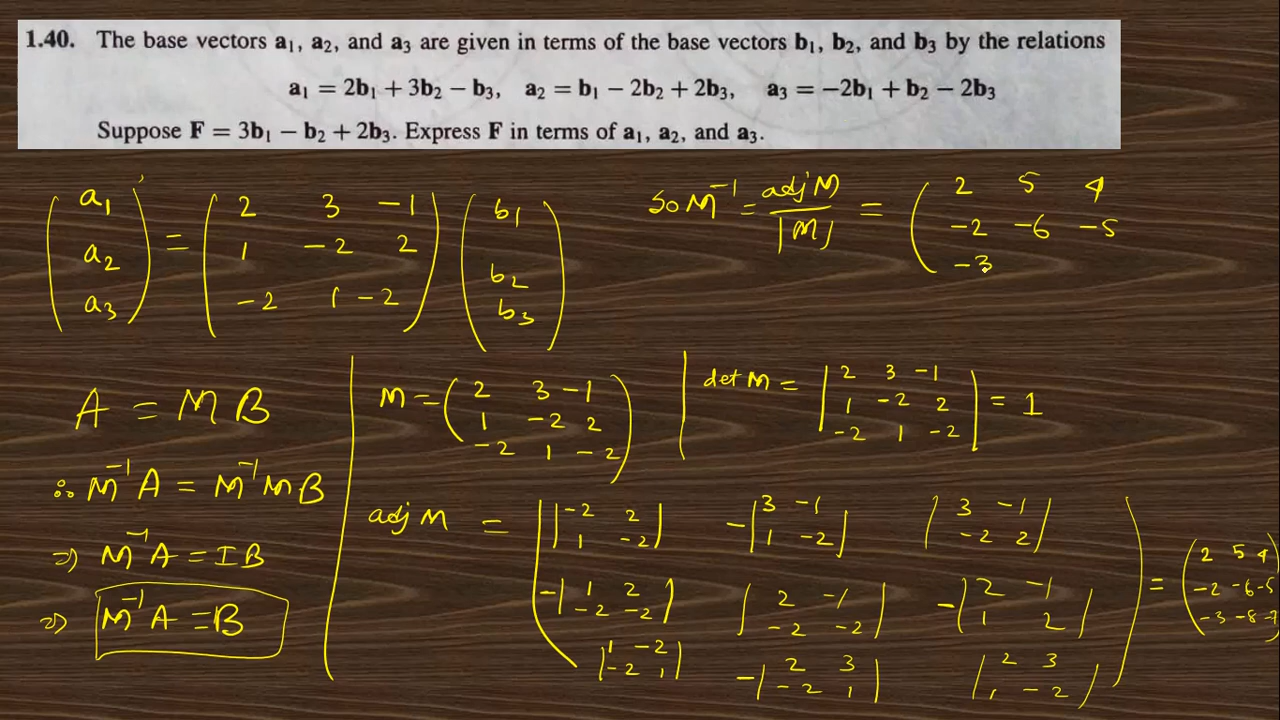 1.40. The base vectors a₁, a₂, and a₃ are given in terms of the base vectors b₁, b₂, and b₃ by the relations
a₁ = 2b₁ + 3b₂ − b₃, a₂ = b₁ − 2b₂ + 2b₃, a₃ = −2b₁ + b₂ − 2b₃
Suppose F = 3b₁ − b₂ + 2b₃. Express F in terms of a₁, a₂, and a₃.
a₁ 2 3 −1 b₁
a₂ = 1 −2 2 b₂
a₃ −2 1 −2 b₃
so M⁻¹ = adj M / |M| =
2 5 4
−2 −6 −5
−3
A = M B
∴ M⁻¹A = M⁻¹MB
⇒ M⁻¹A = IB
⇒ M⁻¹A = B
M =
2 3 −1
1 −2 2
−2 1 −2
det M =
2 3 −1
1 −2 2 = 1
−2 1 −2
adj M =
|−2 2| −|3 −1| |3 −1|
|1 −2| |1 −2| |−2 2|
−|1 2| |2 −1| −|2 −1|
|−2 −2| |−2 −2| |1 2|
|1 −2| −|2 3| |2 3|
|−2 1| |−2 1| |1 −2|
=
2 5 4
−2 −6 −5
−3 −8 −7